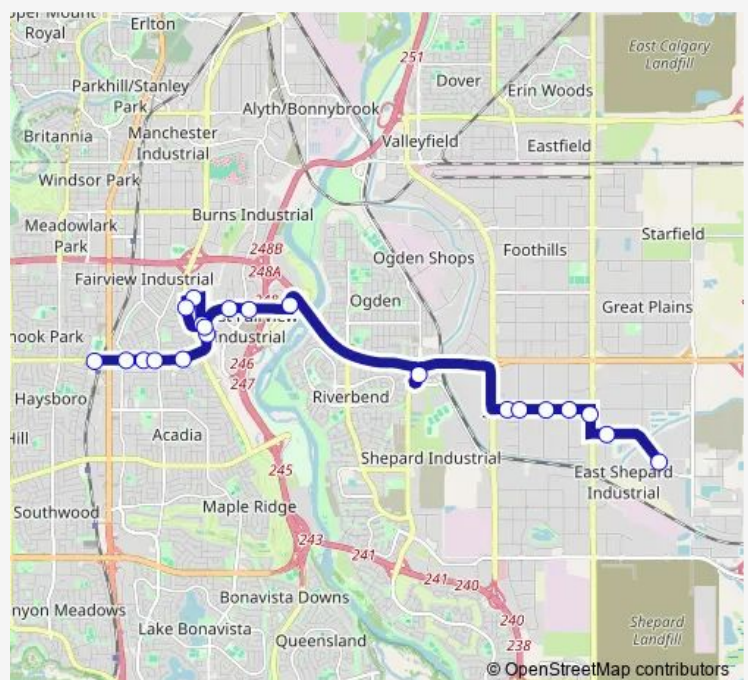 Royal
Erlton
251
East Calgary
Landfill
Dover
Erin Woods
Parkhill/Stanley
Park
Alyth/Bonnybrook
Britannia
Manchester
Industrial
Valleyfield
Eastfield
Windsor Park
Burns Industrial
Meadowlark
Park
Starfield
248B
Foothills
Ogden Shops
248A
Fairview Industrial
Ogden
Great Plains
Industrial
246
247
Haysboro
Riverbend
Acadia
Shepard Industrial
245
East Shepard
Industrial
Southwood
Maple Ridge
243
241
241
240
Bonavista Downs
240
Lake Bonavista
Queensland
238
Shepard
Landfill
© OpenStreetMap contributors